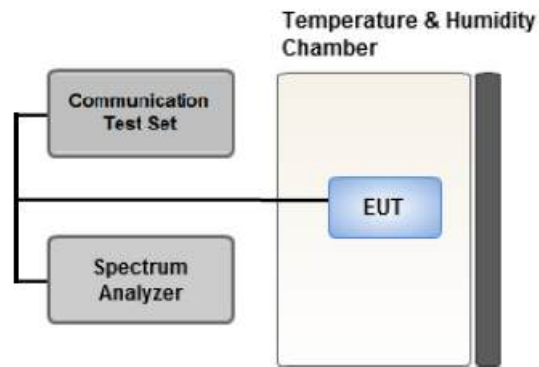 Temperature & Humidity
Chamber
Communication
Test Set
EUT
Spectrum
Analyzer